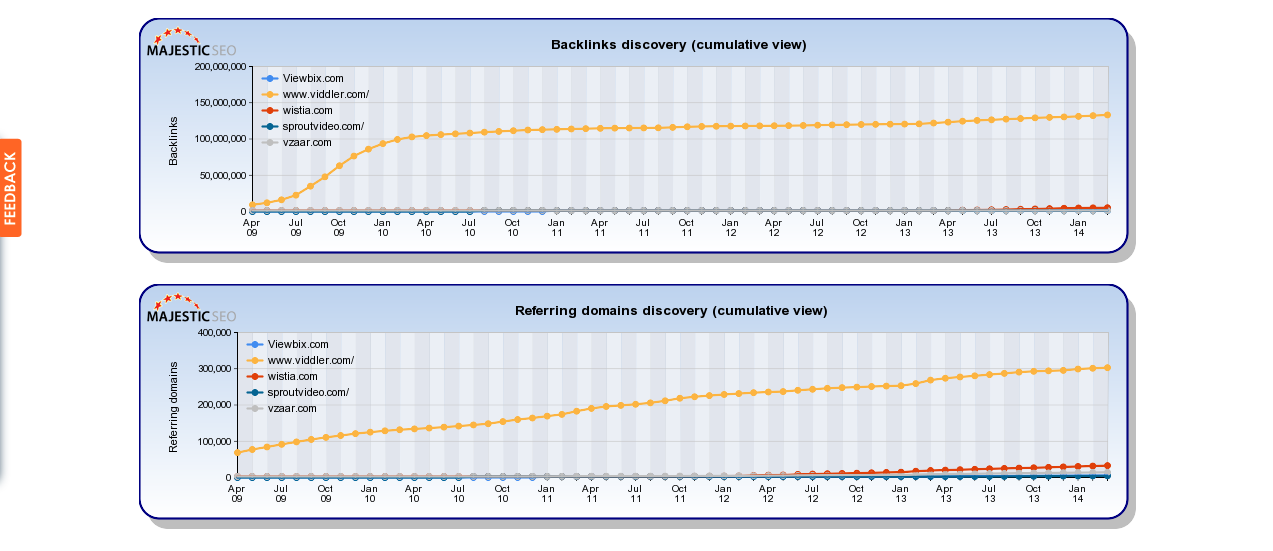 FEEDBACK
MAJESTIC SEO
Backlinks discovery (cumulative view)
Backlinks
200,000,000
150,000,000
100,000,000
50,000,000
0
Viewbix.com
www.viddler.com/
wistia.com
sproutvideo.com/
vzaar.com
Apr Jul Oct Jan Apr Jul Oct Jan Apr Jul Oct Jan Apr Jul Oct Jan Apr Jul Oct Jan
09 09 09 10 10 10 10 11 11 11 11 12 12 12 12 13 13 13 13 14
MAJESTIC SEO
Referring domains discovery (cumulative view)
Referring domains
400,000
300,000
200,000
100,000
0
Viewbix.com
www.viddler.com/
wistia.com
sproutvideo.com/
vzaar.com
Apr Jul Oct Jan Apr Jul Oct Jan Apr Jul Oct Jan Apr Jul Oct Jan Apr Jul Oct Jan
09 09 09 10 10 10 10 11 11 11 11 12 12 12 12 13 13 13 13 14